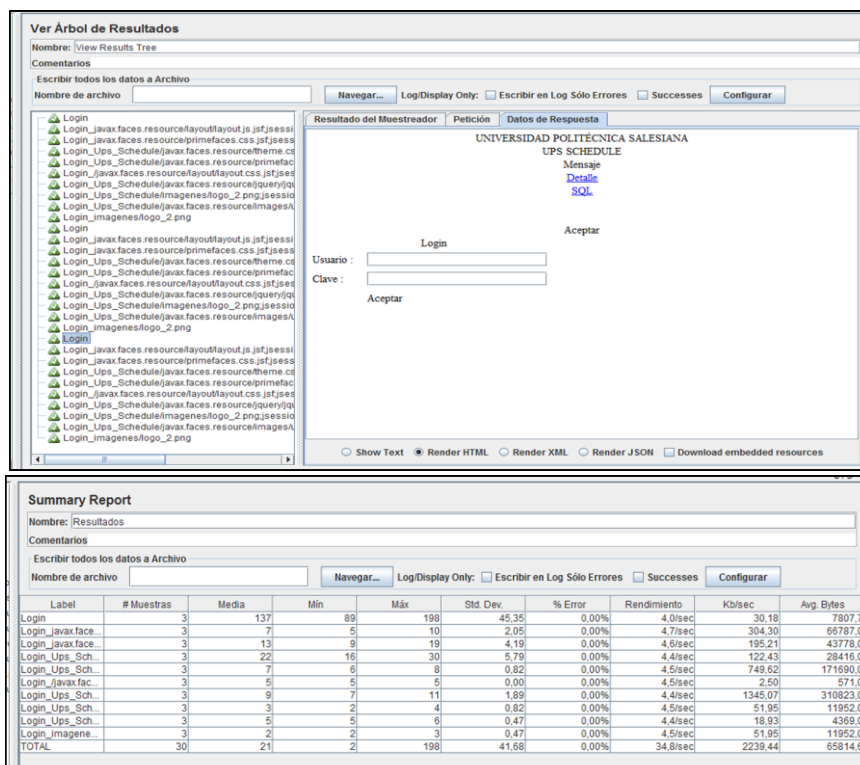 Ver Árbol de Resultados
Nombre: View Results Tree
Comentarios
Escribir todos los datos a Archivo
Nombre de archivo Navegar... Log/Display Only: Escribir en Log Sólo Errores Successes Configurar
Login
Login_javax.faces.resource/layout/layout.js.jsf;jsessi
Login_javax.faces.resource/primefaces.css.jsf;jsess
Login_Ups_Schedule/javax.faces.resource/theme.cs
Login_Ups_Schedule/javax.faces.resource/primefac
Login_/javax.faces.resource/layout/layout.css.jsf;jses
Login_Ups_Schedule/javax.faces.resource/jquery/jqu
Login_Ups_Schedule/imagenes/logo_2.png;jsessio
Login_Ups_Schedule/javax.faces.resource/images/u
Login_imagenes/logo_2.png
Login
Login_javax.faces.resource/layout/layout.js.jsf;jsessi
Login_javax.faces.resource/primefaces.css.jsf;jsess
Login_Ups_Schedule/javax.faces.resource/theme.cs
Login_Ups_Schedule/javax.faces.resource/primefac
Login_/javax.faces.resource/layout/layout.css.jsf;jses
Login_Ups_Schedule/javax.faces.resource/jquery/jqu
Login_Ups_Schedule/imagenes/logo_2.png;jsessio
Login_Ups_Schedule/javax.faces.resource/images/u
Login_imagenes/logo_2.png
Login
Login_javax.faces.resource/layout/layout.js.jsf;jsessi
Login_javax.faces.resource/primefaces.css.jsf;jsess
Login_Ups_Schedule/javax.faces.resource/theme.cs
Login_Ups_Schedule/javax.faces.resource/primefac
Login_/javax.faces.resource/layout/layout.css.jsf;jses
Login_Ups_Schedule/javax.faces.resource/jquery/jqu
Login_Ups_Schedule/imagenes/logo_2.png;jsessio
Login_Ups_Schedule/javax.faces.resource/images/u
Login_imagenes/logo_2.png
Resultado del Muestreador Petición Datos de Respuesta
UNIVERSIDAD POLITÉCNICA SALESIANA
UPS SCHEDULE
Mensaje
Detalle
SQL
Aceptar
Login
Usuario :
Clave :
Aceptar
Show Text Render HTML Render XML Render JSON Download embedded resources
Summary Report
Nombre: Resultados
Comentarios
Escribir todos los datos a Archivo
Nombre de archivo Navegar... Log/Display Only: Escribir en Log Sólo Errores Successes Configurar
Label # Muestras Media Mín Máx Std. Dev. % Error Rendimiento Kb/sec Avg. Bytes
Login 3 137 89 198 45,35 0,00% 4,0/sec 30,18 7807,7
Login_javax.face... 3 7 5 10 2,05 0,00% 4,7/sec 304,30 66787,0
Login_javax.face... 3 13 9 19 4,19 0,00% 4,6/sec 195,21 43778,0
Login_Ups_Sch... 3 22 16 30 5,79 0,00% 4,4/sec 122,43 28416,0
Login_Ups_Sch... 3 7 6 8 0,82 0,00% 4,5/sec 749,62 171690,0
Login_/javax.fac... 3 5 5 5 0,00 0,00% 4,5/sec 2,50 571,0
Login_Ups_Sch... 3 9 7 11 1,89 0,00% 4,4/sec 1345,07 310823,0
Login_Ups_Sch... 3 3 2 4 0,82 0,00% 4,5/sec 51,95 11952,0
Login_Ups_Sch... 3 5 5 6 0,47 0,00% 4,4/sec 18,93 4369,0
Login_imagene... 3 2 2 3 0,47 0,00% 4,5/sec 51,95 11952,0
TOTAL 30 21 2 198 41,68 0,00% 34,8/sec 2239,44 65814,6